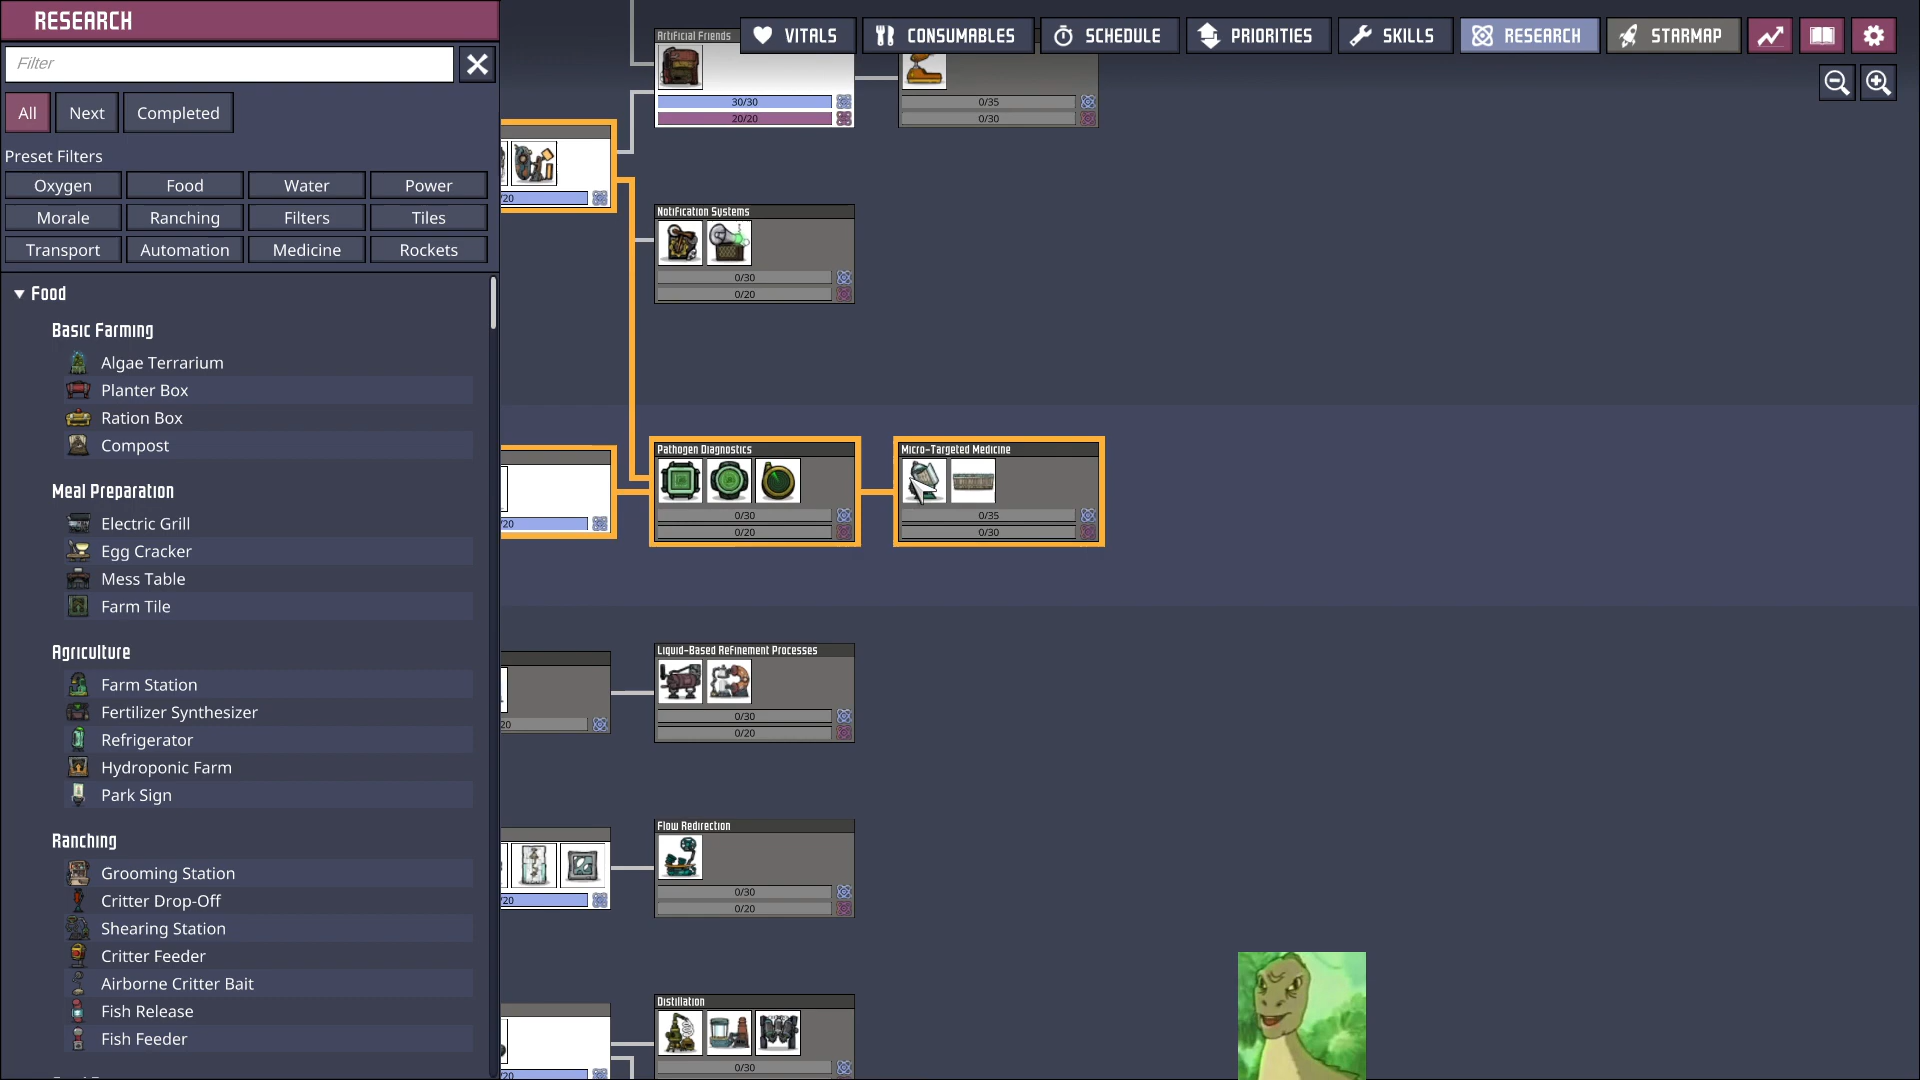 RESEARCH
Filter
All
Next
Completed
Preset Filters
Oxygen
Food
Water
Power
Morale
Ranching
Filters
Tiles
Transport
Automation
Medicine
Rockets
Food
Basic Farming
Algae Terrarium
Planter Box
Ration Box
Compost
Meal Preparation
Electric Grill
Egg Cracker
Mess Table
Farm Tile
Agriculture
Farm Station
Fertilizer Synthesizer
Refrigerator
Hydroponic Farm
Park Sign
Ranching
Grooming Station
Critter Drop-Off
Shearing Station
Critter Feeder
Airborne Critter Bait
Fish Release
Fish Feeder
VITALS
CONSUMABLES
SCHEDULE
PRIORITIES
SKILLS
RESEARCH
STARMAP
Artificial Friends
30/30
20/20
0/35
0/30
/20
Notification Systems
0/30
0/20
/20
Pathogen Diagnostics
0/30
0/20
Micro-Targeted Medicine
0/35
0/30
20
Liquid-Based Refinement Processes
0/30
0/20
/20
Flow Redirection
0/30
0/20
/20
Distillation
0/30